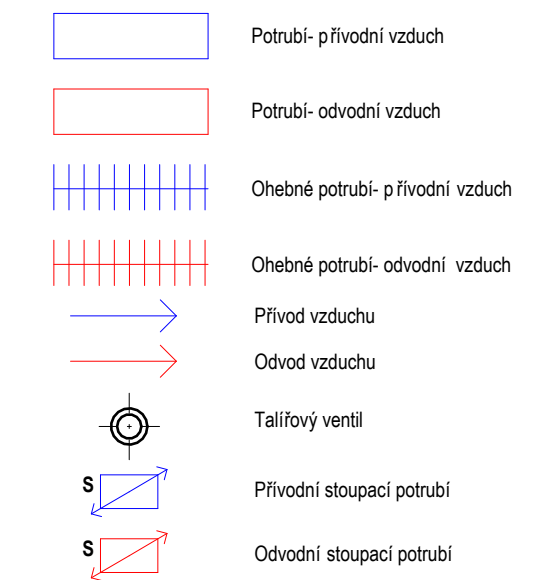 Potrubí- přívodní vzduch
Potrubí- odvodní vzduch
Ohebné potrubí- přívodní vzduch
Ohebné potrubí- odvodní vzduch
Přívod vzduchu
Odvod vzduchu
Talířový ventil
S Přívodní stoupací potrubí
S Odvodní stoupací potrubí